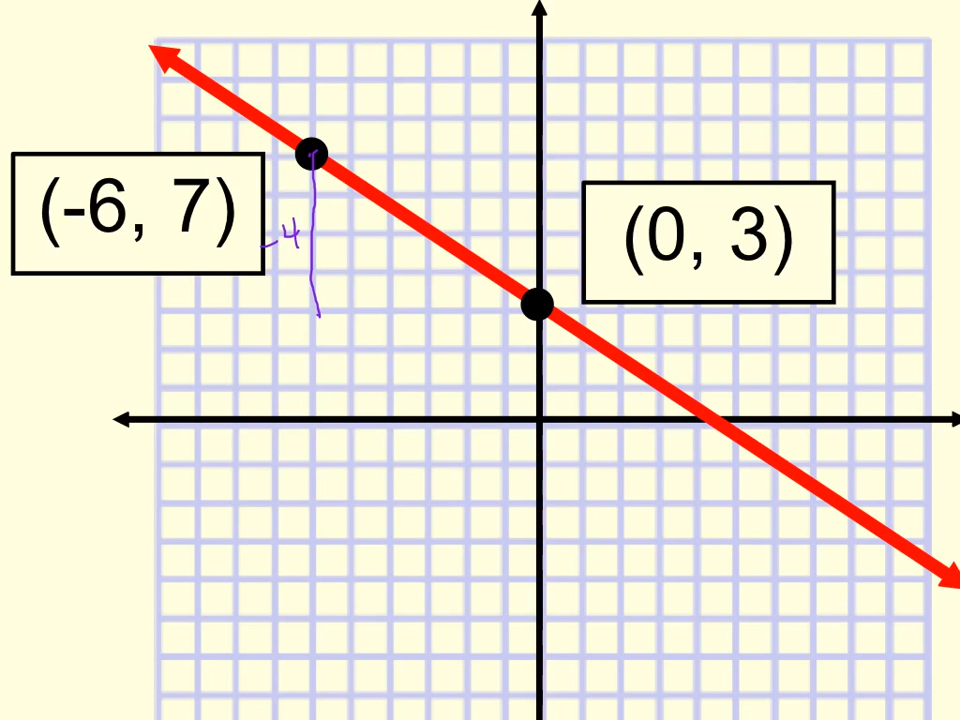 (-6, 7)
-4
(0, 3)